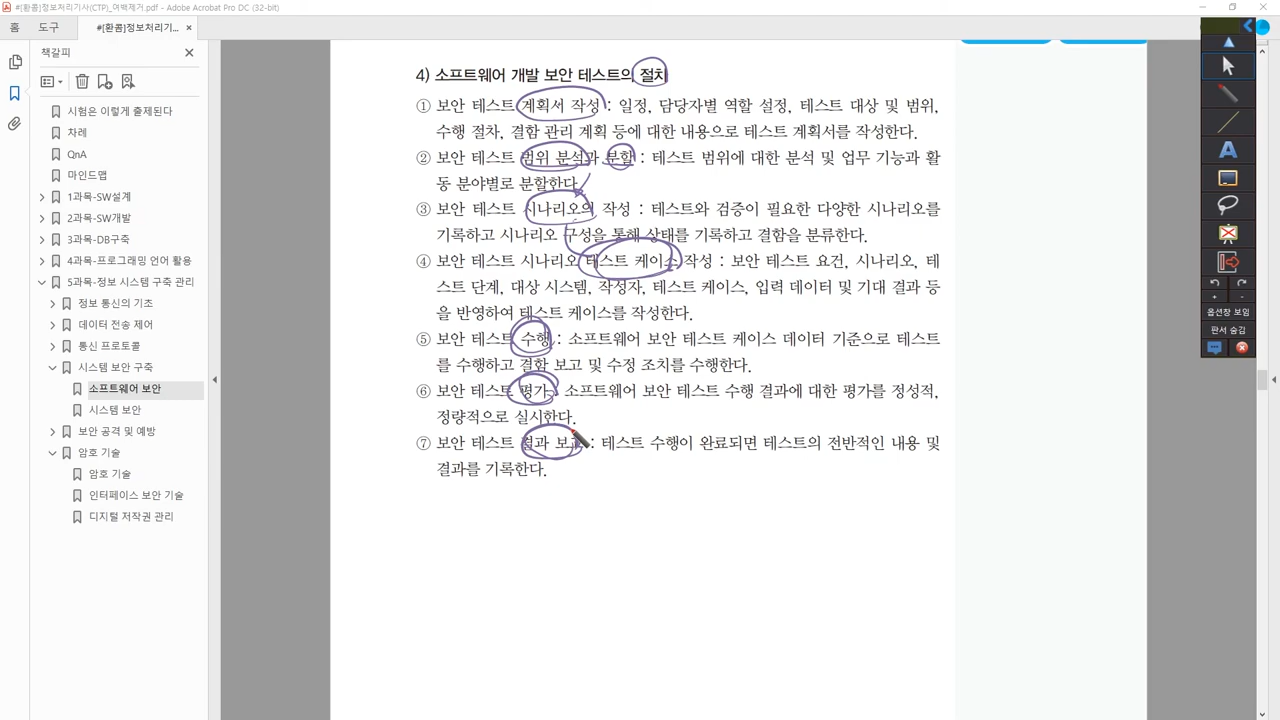 #[환콤]정보처리기사(CTP)_여백제거.pdf - Adobe Acrobat Pro DC (32-bit)
홈 도구 #[환콤]정보처리기...
책갈피
시험은 이렇게 출제된다
차례
QnA
마인드맵
1과목-SW설계
2과목-SW개발
3과목-DB구축
4과목-프로그래밍 언어 활용
5과목-정보 시스템 구축 관리
정보 통신의 기초
데이터 전송 제어
통신 프로토콜
시스템 보안 구축
소프트웨어 보안
시스템 보안
보안 공격 및 예방
암호 기술
암호 기술
인터페이스 보안 기술
디지털 저작권 관리
4) 소프트웨어 개발 보안 테스트의 절차
① 보안 테스트 계획서 작성 : 일정, 담당자별 역할 설정, 테스트 대상 및 범위,
수행 절차, 결함 관리 계획 등에 대한 내용으로 테스트 계획서를 작성한다.
② 보안 테스트 범위 분석과 분할 : 테스트 범위에 대한 분석 및 업무 기능과 활
동 분야별로 분할한다.
③ 보안 테스트 시나리오의 작성 : 테스트와 검증이 필요한 다양한 시나리오를
기록하고 시나리오 구성을 통해 상태를 기록하고 결함을 분류한다.
④ 보안 테스트 시나리오 테스트 케이스 작성 : 보안 테스트 요건, 시나리오, 테
스트 단계, 대상 시스템, 작성자, 테스트 케이스, 입력 데이터 및 기대 결과 등
을 반영하여 테스트 케이스를 작성한다.
⑤ 보안 테스트 수행 : 소프트웨어 보안 테스트 케이스 데이터 기준으로 테스트
를 수행하고 결함 보고 및 수정 조치를 수행한다.
⑥ 보안 테스트 평가 : 소프트웨어 보안 테스트 수행 결과에 대한 평가를 정성적,
정량적으로 실시한다.
⑦ 보안 테스트 결과 보고 : 테스트 수행이 완료되면 테스트의 전반적인 내용 및
결과를 기록한다.
A
옵션창 보임
판서 숨김